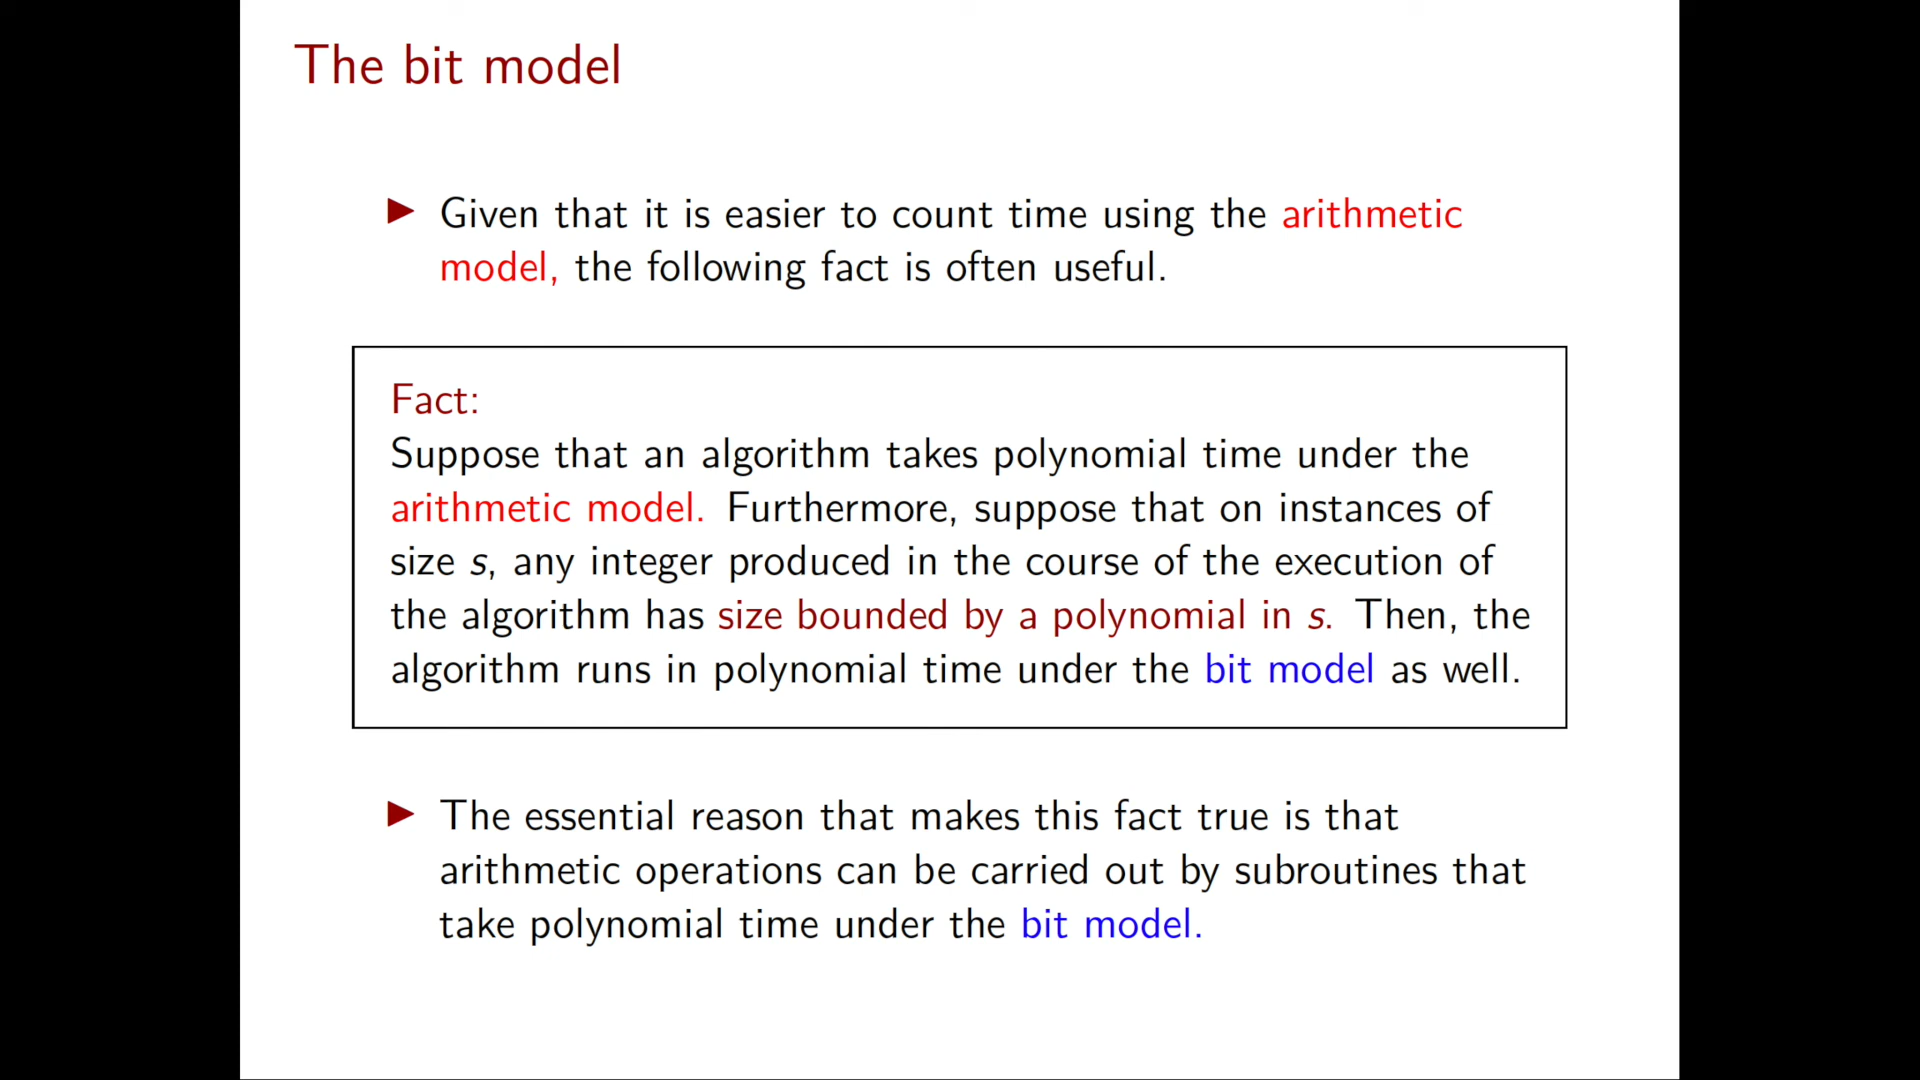 The bit model
▶ Given that it is easier to count time using the arithmetic
model, the following fact is often useful.
Fact:
Suppose that an algorithm takes polynomial time under the
arithmetic model. Furthermore, suppose that on instances of
size s, any integer produced in the course of the execution of
the algorithm has size bounded by a polynomial in s. Then, the
algorithm runs in polynomial time under the bit model as well.
▶ The essential reason that makes this fact true is that
arithmetic operations can be carried out by subroutines that
take polynomial time under the bit model.